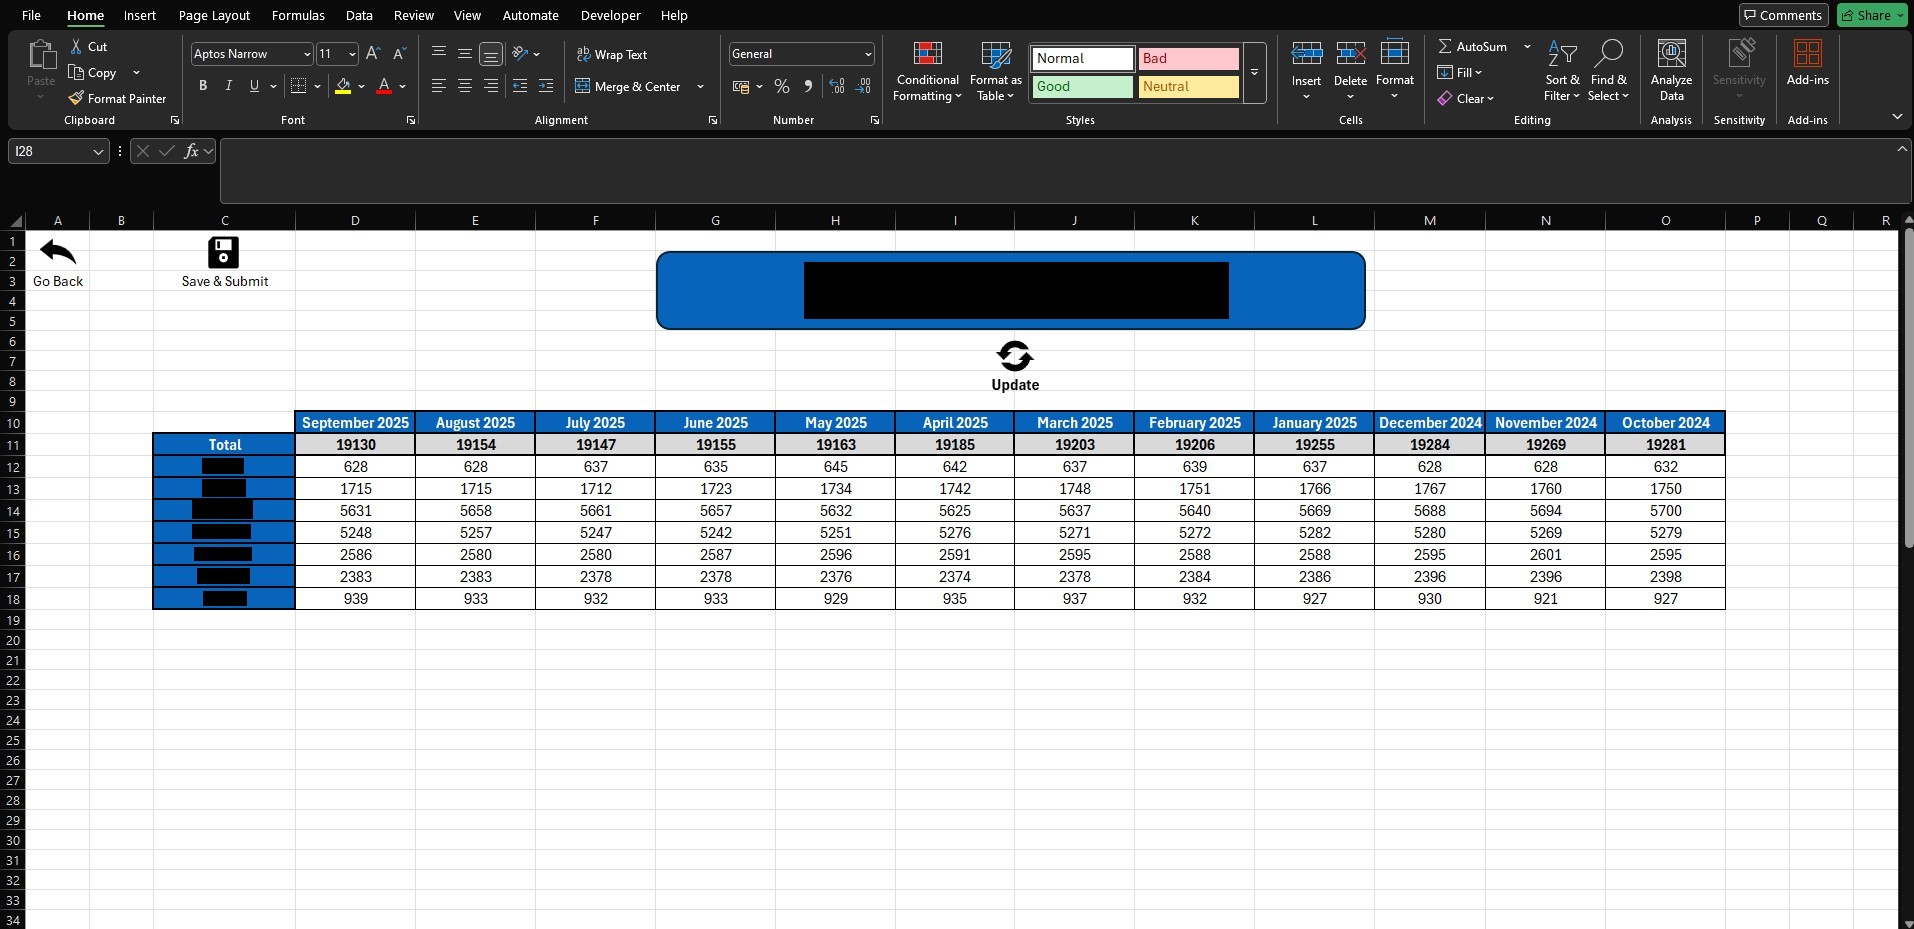 File Home Insert Page Layout Formulas Data Review View Automate Developer Help Comments Share
Paste Cut Copy Format Painter Clipboard
Aptos Narrow 11 A A B I U A Font
Wrap Text Merge & Center Alignment
General % Number
Conditional Formatting Format as Table Normal Bad Good Neutral Styles
Insert Delete Format Cells
AutoSum Fill Clear Sort & Filter Find & Select Editing
Analyze Data Analysis
Sensitivity Sensitivity
Add-ins Add-ins
I28 fx
A B C D E F G H I J K L M N O P Q R
1
2
3 Go Back Save & Submit
4
5
6
7
8 Update
9
10 September 2025 August 2025 July 2025 June 2025 May 2025 April 2025 March 2025 February 2025 January 2025 December 2024 November 2024 October 2024
11 Total 19130 19154 19147 19155 19163 19185 19203 19206 19255 19284 19269 19281
12 628 628 637 635 645 642 637 639 637 628 628 632
13 1715 1715 1712 1723 1734 1742 1748 1751 1766 1767 1760 1750
14 5631 5658 5661 5657 5632 5625 5637 5640 5669 5688 5694 5700
15 5248 5257 5247 5242 5251 5276 5271 5272 5282 5280 5269 5279
16 2586 2580 2580 2587 2596 2591 2595 2588 2588 2595 2601 2595
17 2383 2383 2378 2378 2376 2374 2378 2384 2386 2396 2396 2398
18 939 933 932 933 929 935 937 932 927 930 921 927
19
20
21
22
23
24
25
26
27
28
29
30
31
32
33
34